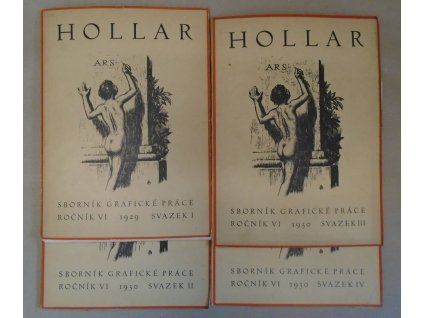 HOLLAR
ARS
SBORNÍK GRAFICKÉ PRÁCE
ROČNÍK VI 1929 SVAZEK I
HOLLAR
ARS
SBORNÍK GRAFICKÉ PRÁCE
ROČNÍK VI 1930 SVAZEK III
SBORNÍK GRAFICKÉ PRÁCE
ROČNÍK VI 1930 SVAZEK II
SBORNÍK GRAFICKÉ PRÁCE
ROČNÍK VI 1930 SVAZEK IV